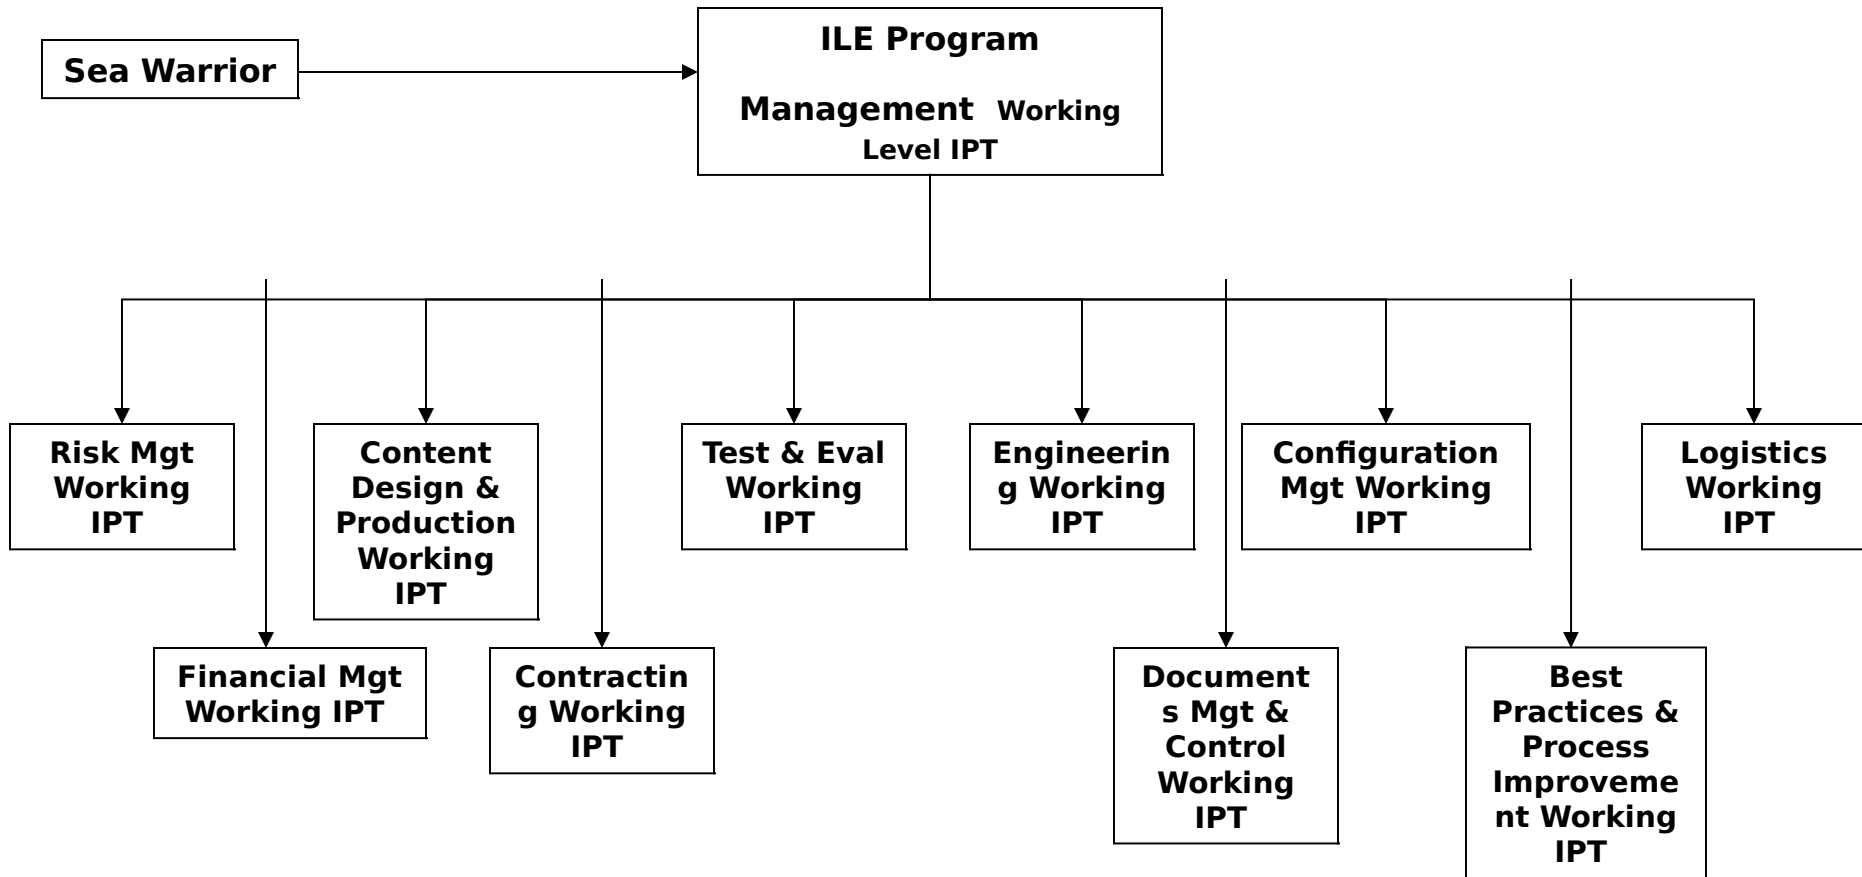 Sea Warrior
ILE Program
Management Working
Level IPT
Risk Mgt
Working
IPT
Content
Design &
Production
Working
IPT
Test & Eval
Working
IPT
Engineerin
g Working
IPT
Configuration
Mgt Working
IPT
Logistics
Working
IPT
Financial Mgt
Working IPT
Contractin
g Working
IPT
Document
s Mgt &
Control
Working
IPT
Best
Practices &
Process
Improveme
nt Working
IPT